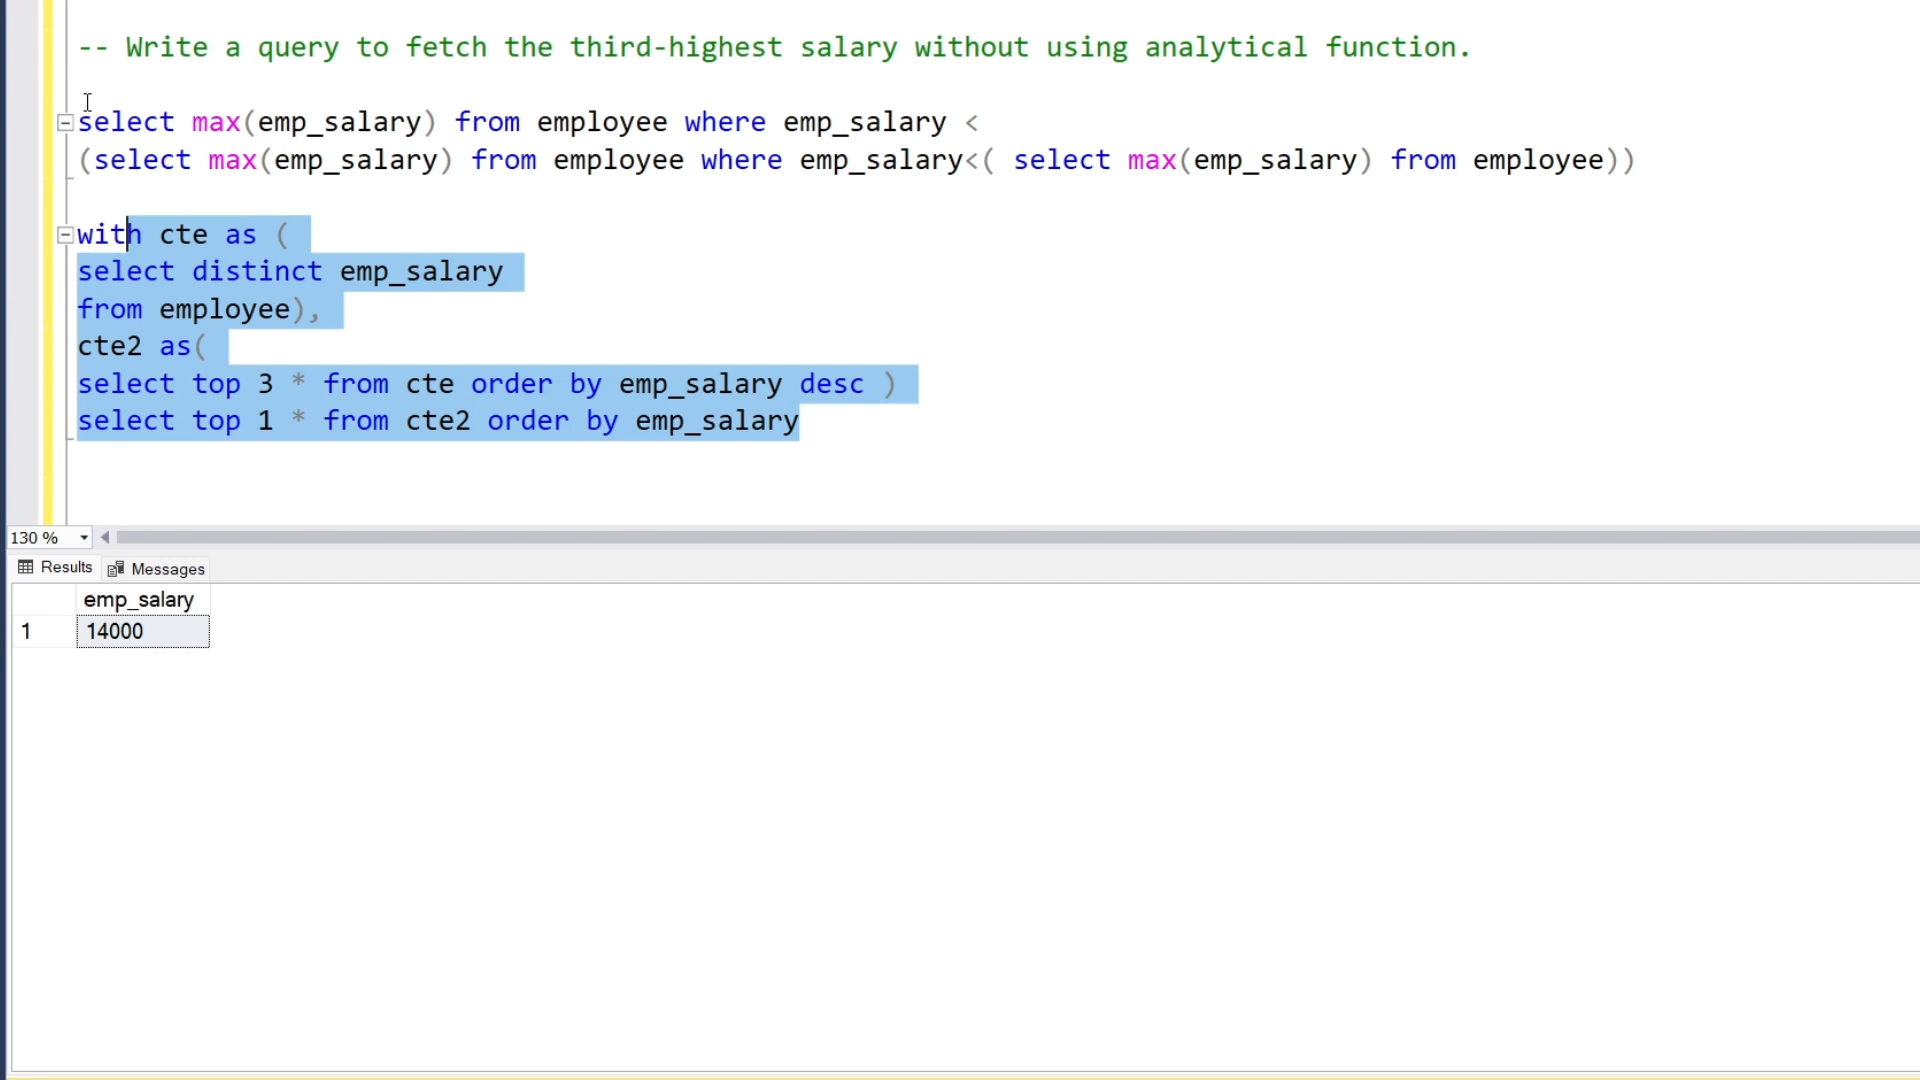 -- Write a query to fetch the third-highest salary without using analytical function.
select max(emp_salary) from employee where emp_salary <
(select max(emp_salary) from employee where emp_salary<( select max(emp_salary) from employee))
with cte as (
select distinct emp_salary
from employee),
cte2 as(
select top 3 * from cte order by emp_salary desc )
select top 1 * from cte2 order by emp_salary
130 %
Results Messages
emp_salary
1 14000